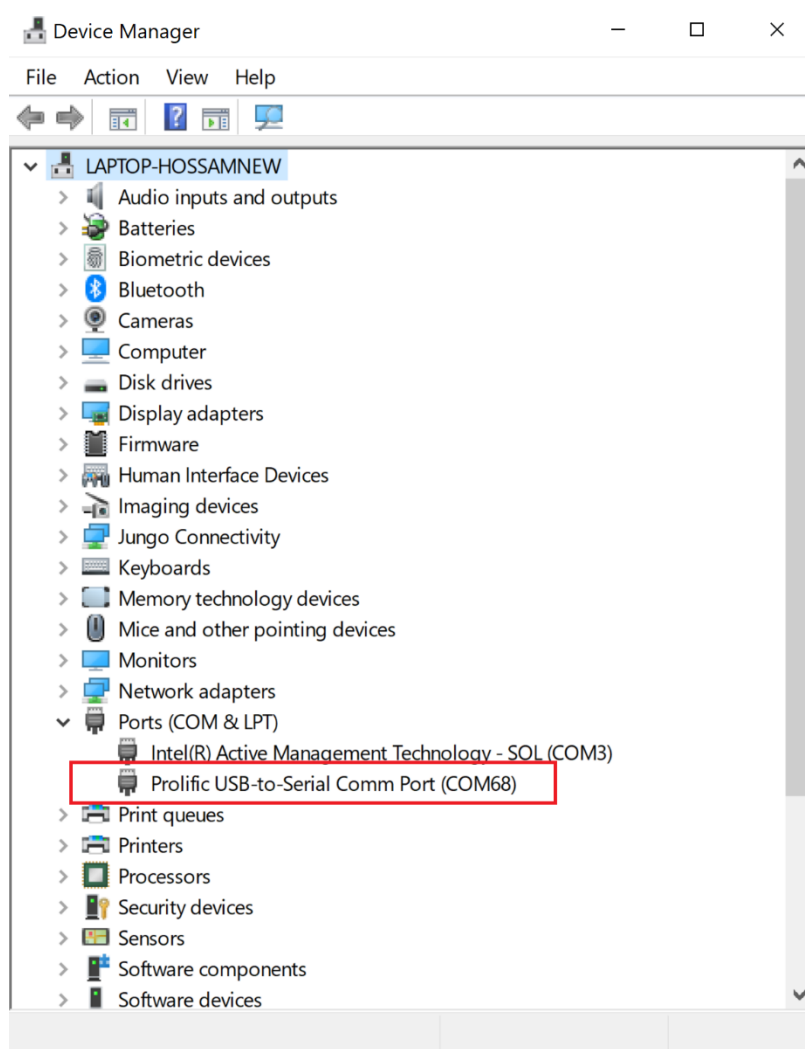 Device Manager
File Action View Help
LAPTOP-HOSSAMNEW
Audio inputs and outputs
Batteries
Biometric devices
Bluetooth
Cameras
Computer
Disk drives
Display adapters
Firmware
Human Interface Devices
Imaging devices
Jungo Connectivity
Keyboards
Memory technology devices
Mice and other pointing devices
Monitors
Network adapters
Ports (COM & LPT)
Intel(R) Active Management Technology - SOL (COM3)
Prolific USB-to-Serial Comm Port (COM68)
Print queues
Printers
Processors
Security devices
Sensors
Software components
Software devices